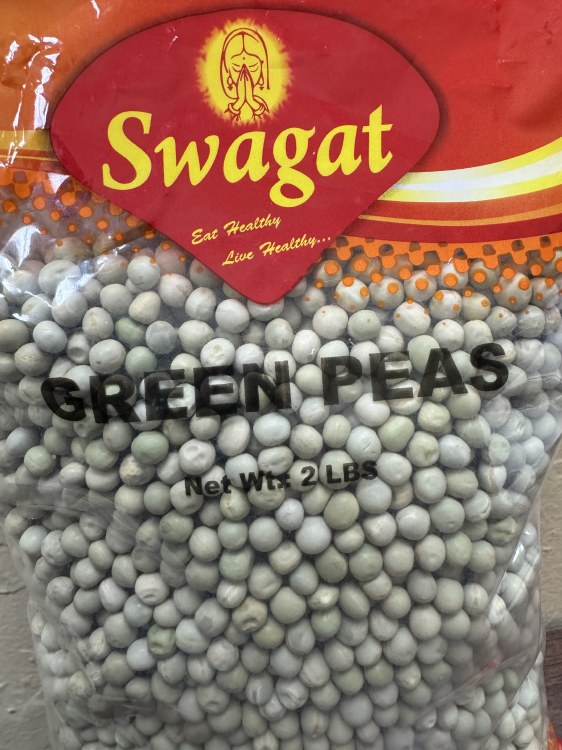 Swagat
Eat Healthy
Live Healthy...
GREEN PEAS
Net Wt: 2 LBS